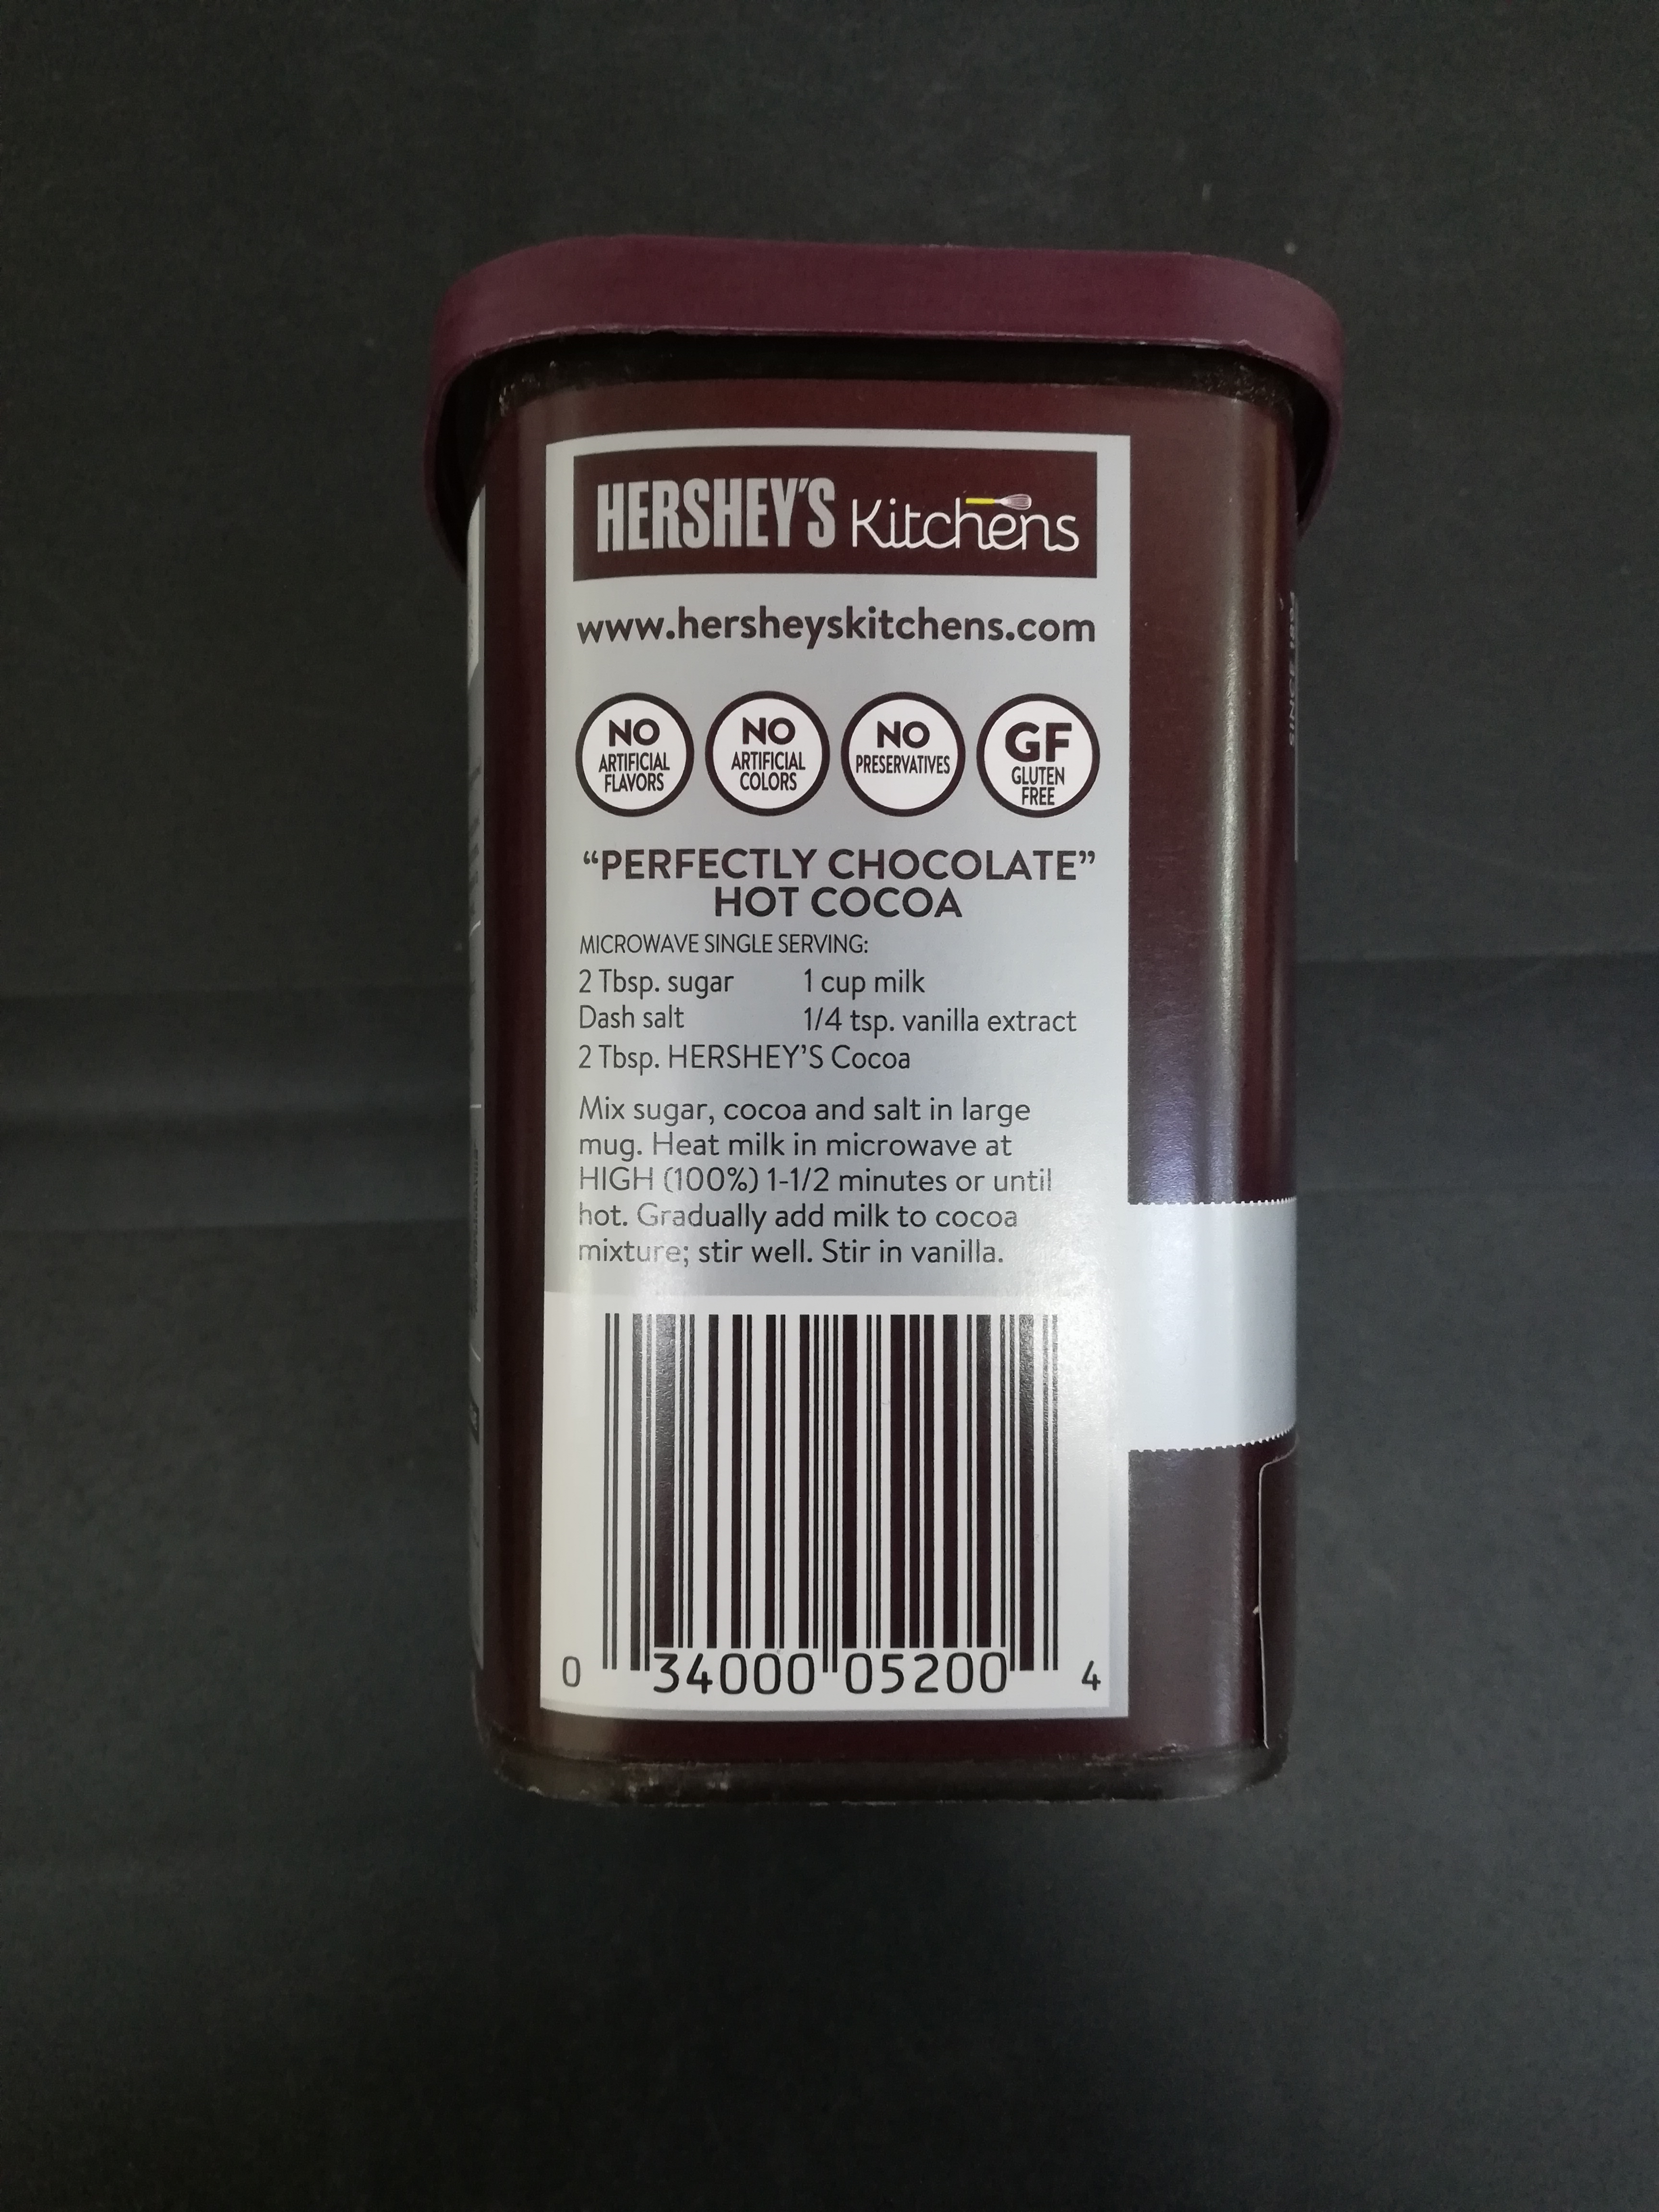 HERSHEY'S Kitchens
www.hersheyskitchens.com
NO
ARTIFICIAL
FLAVORS
NO
ARTIFICIAL
COLORS
NO
PRESERVATIVES
GF
GLUTEN
FREE
“PERFECTLY CHOCOLATE”
HOT COCOA
MICROWAVE SINGLE SERVING:
2 Tbsp. sugar 1 cup milk
Dash salt 1/4 tsp. vanilla extract
2 Tbsp. HERSHEY'S Cocoa
Mix sugar, cocoa and salt in large
mug. Heat milk in microwave at
HIGH (100%) 1-1/2 minutes or until
hot. Gradually add milk to cocoa
mixture; stir well. Stir in vanilla.
0 34000 05200 4
SINCE